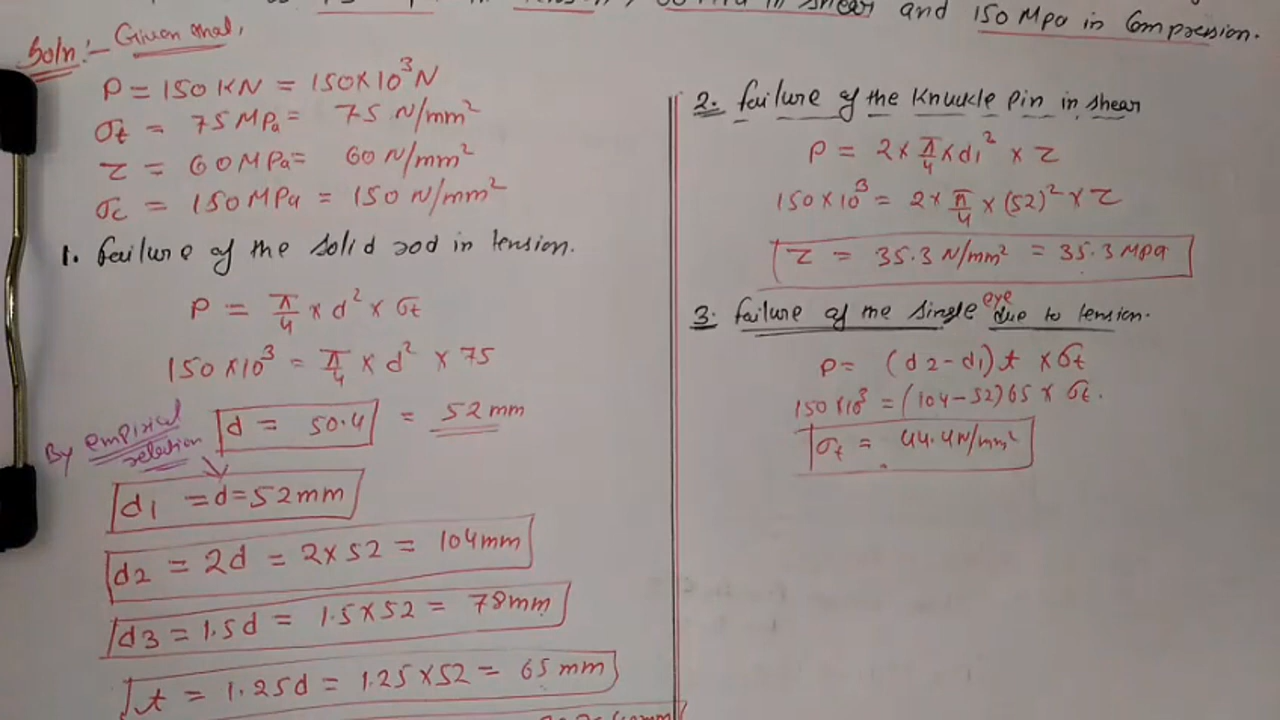 in shear and 150 Mpa in Compression.
Soln:- Given that,
P = 150 KN = 150×10³ N
σt = 75 MPa = 75 N/mm²
τ = 60 MPa = 60 N/mm²
σc = 150 MPa = 150 N/mm²
1. failure of the solid rod in tension.
P = π/4 × d² × σt
150×10³ = π/4 × d² × 75
d = 50.4 = 52 mm
By empirical selection
d1 = d = 52mm
d2 = 2d = 2×52 = 104mm
d3 = 1.5d = 1.5×52 = 78mm
t = 1.25d = 1.25×52 = 65 mm
2. failure of the Knuckle pin in shear
P = 2 × π/4 × d1² × τ
150×10³ = 2 × π/4 × (52)² × τ
τ = 35.3 N/mm² = 35.3 MPa
3. failure of the single eye due to tension.
P = (d2-d1) t × σt
150×10³ = (104-52) 65 × σt.
σt = 44.4 N/mm²